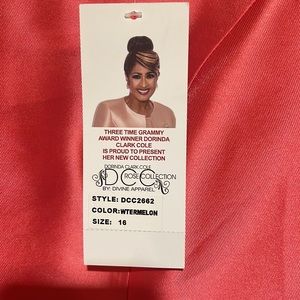 THREE TIME GRAMMY
AWARD WINNER DORINDA
CLARK COLE
IS PROUD TO PRESENT
HER NEW COLLECTION
DORINDA CLARK COLE
DCC
ROSE COLLECTION
BY: DIVINE APPAREL
STYLE: DCC2662
COLOR:WTERMELON
SIZE: 16